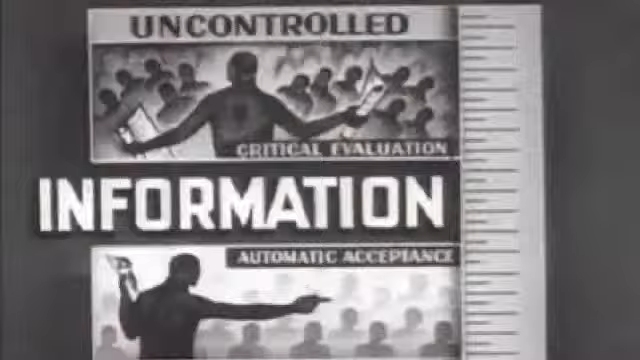 UNCONTROLLED
CRITICAL EVALUATION
INFORMATION
AUTOMATIC ACCEPTANCE